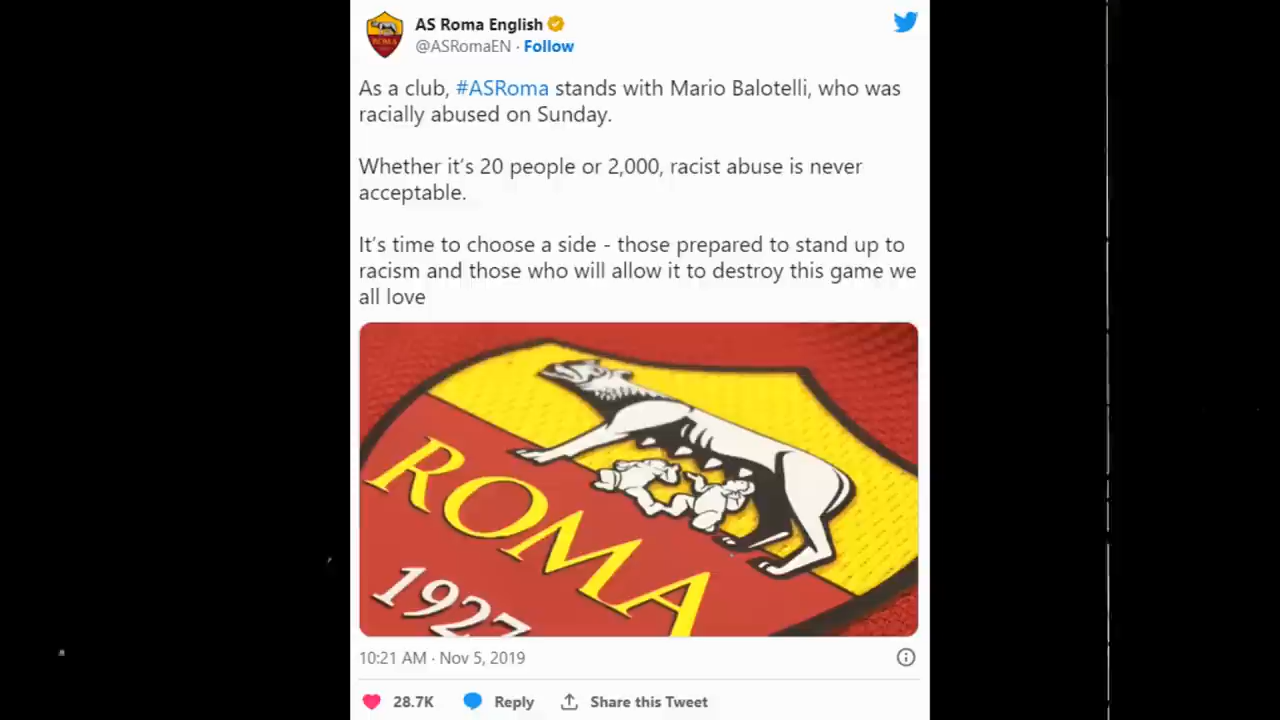 AS Roma English
@ASRomaEN · Follow
As a club, #ASRoma stands with Mario Balotelli, who was
racially abused on Sunday.
Whether it’s 20 people or 2,000, racist abuse is never
acceptable.
It’s time to choose a side - those prepared to stand up to
racism and those who will allow it to destroy this game we
all love
ROMA
1927
10:21 AM · Nov 5, 2019
28.7K Reply Share this Tweet